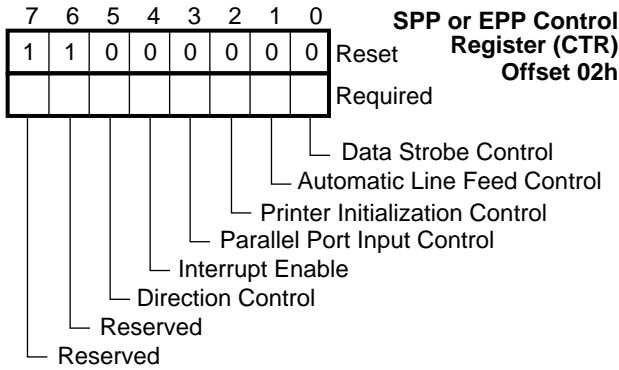 7 6 5 4 3 2 1 0
SPP or EPP Control
Register (CTR)
Offset 02h
1 1 0 0 0 0 0 0 Reset
Required
Data Strobe Control
Automatic Line Feed Control
Printer Initialization Control
Parallel Port Input Control
Interrupt Enable
Direction Control
Reserved
Reserved